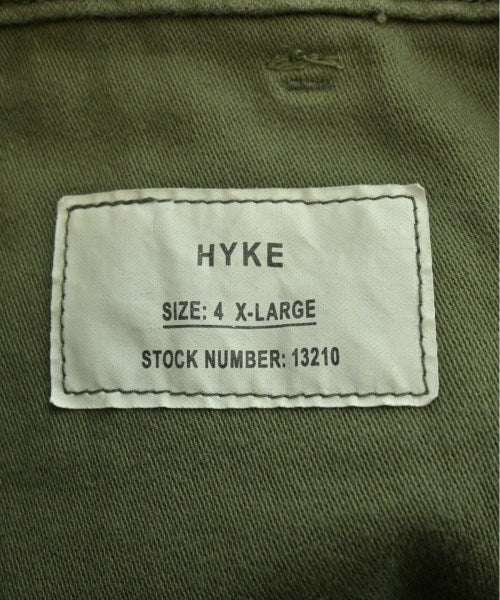 HYKE
SIZE: 4 X-LARGE
STOCK NUMBER: 13210